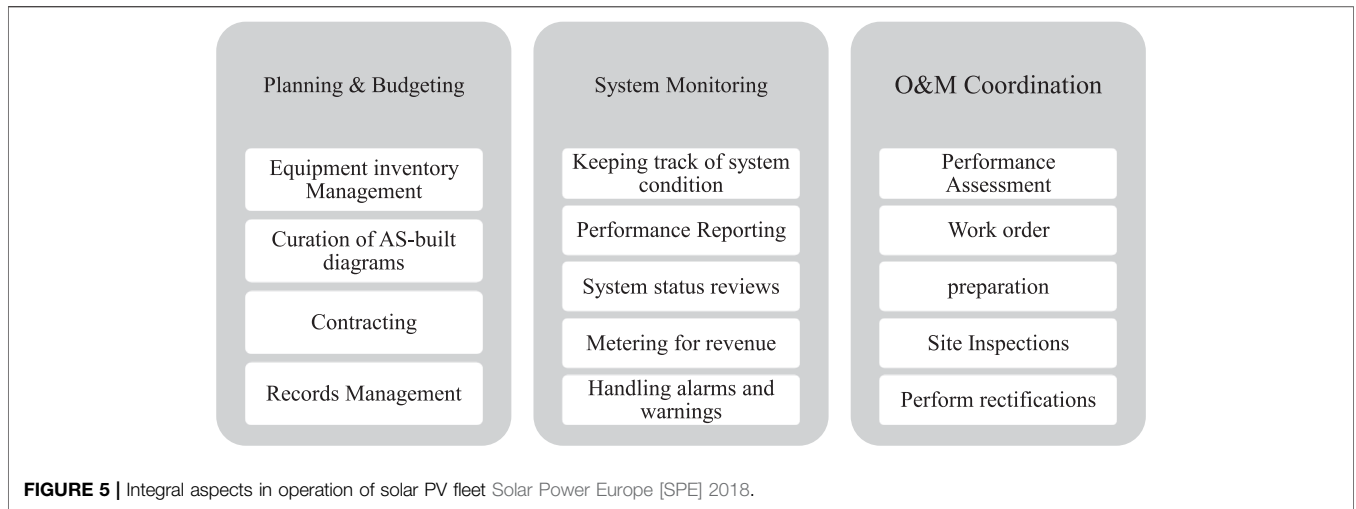 Planning & Budgeting
Equipment inventory
Management
Curation of AS-built
diagrams
Contracting
Records Management
System Monitoring
Keeping track of system
condition
Performance Reporting
System status reviews
Metering for revenue
Handling alarms and
warnings
O&M Coordination
Performance
Assessment
Work order
preparation
Site Inspections
Perform rectifications
FIGURE 5 | Integral aspects in operation of solar PV fleet Solar Power Europe [SPE] 2018.